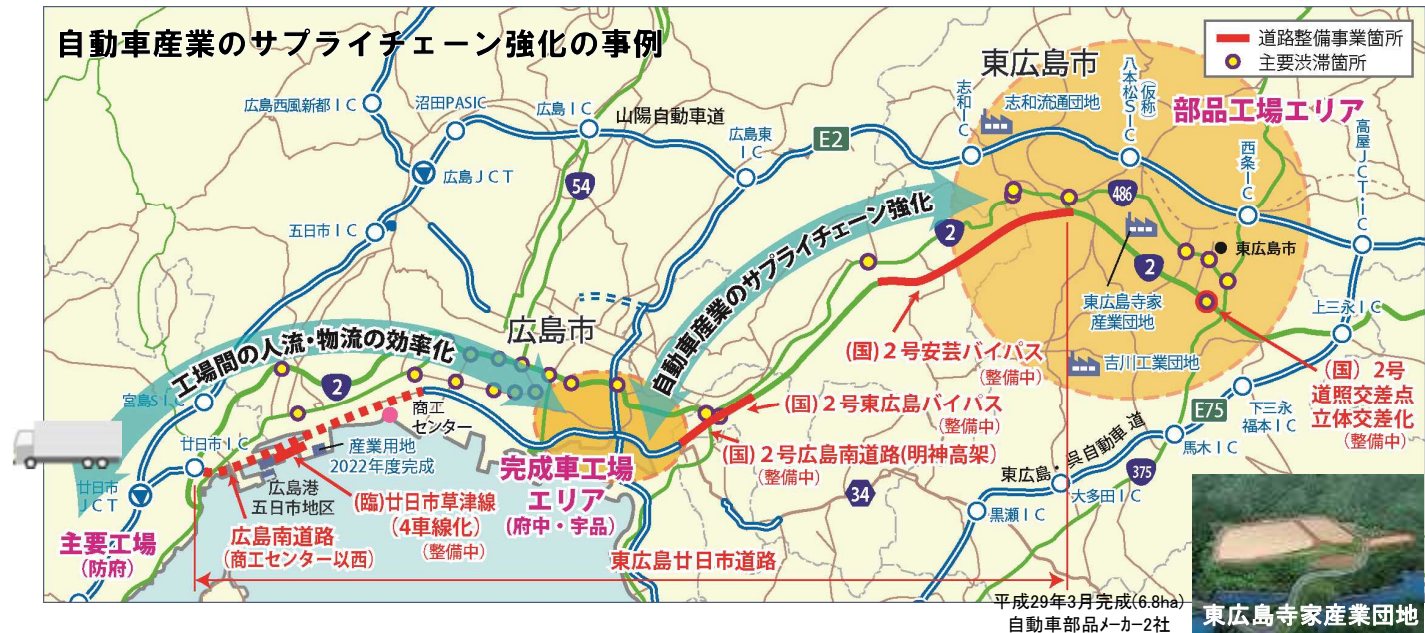 自動車産業のサプライチェーン強化の事例
道路整備事業箇所
主要渋滞箇所
広島西風新都IC
沼田PASIC
広島IC
山陽自動車道
広島東
IC
E2
志和IC
東広島市
志和流通団地
八本松SIC
(仮称)
部品工場エリア
西条IC
高屋JCT・IC
広島JCT
54
486
五日市IC
自動車産業のサプライチェーン強化
2
2
東広島市
東広島寺家
産業団地
上三永IC
広島市
工場間の人流・物流の効率化
2
(国)2号安芸バイパス
(整備中)
吉川工業団地
(国) 2号
道照交差点
立体交差化
(整備中)
宮島SIC
商工
センター
(国)2号東広島バイパス
(整備中)
E75
下三永
福本IC
廿日市IC
産業用地
2022年度完成
(国)2号広島南道路(明神高架)
(整備中)
馬木IC
東広島・呉自動車道
375
完成車工場
エリア
(府中・宇品)
廿日市
JCT
広島港
五日市地区
(臨)廿日市草津線
(4車線化)
(整備中)
34
大多田IC
黒瀬IC
主要工場
(防府)
広島南道路
(商工センター以西)
東広島廿日市道路
平成29年3月完成(6.8ha)
自動車部品メーカー2社
東広島寺家産業団地